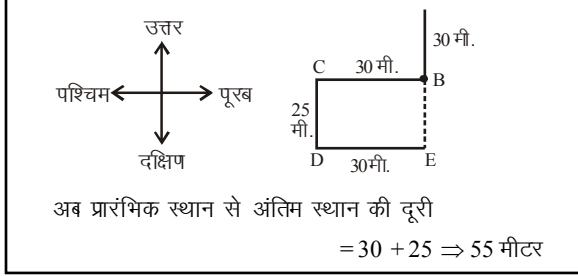 उत्तर
पश्चिम
पूरब
दक्षिण
30 मी.
C
30 मी.
B
25
मी.
D
30मी.
E
अब प्रारंभिक स्थान से अंतिम स्थान की दूरी
= 30 + 25 ⇒ 55 मीटर